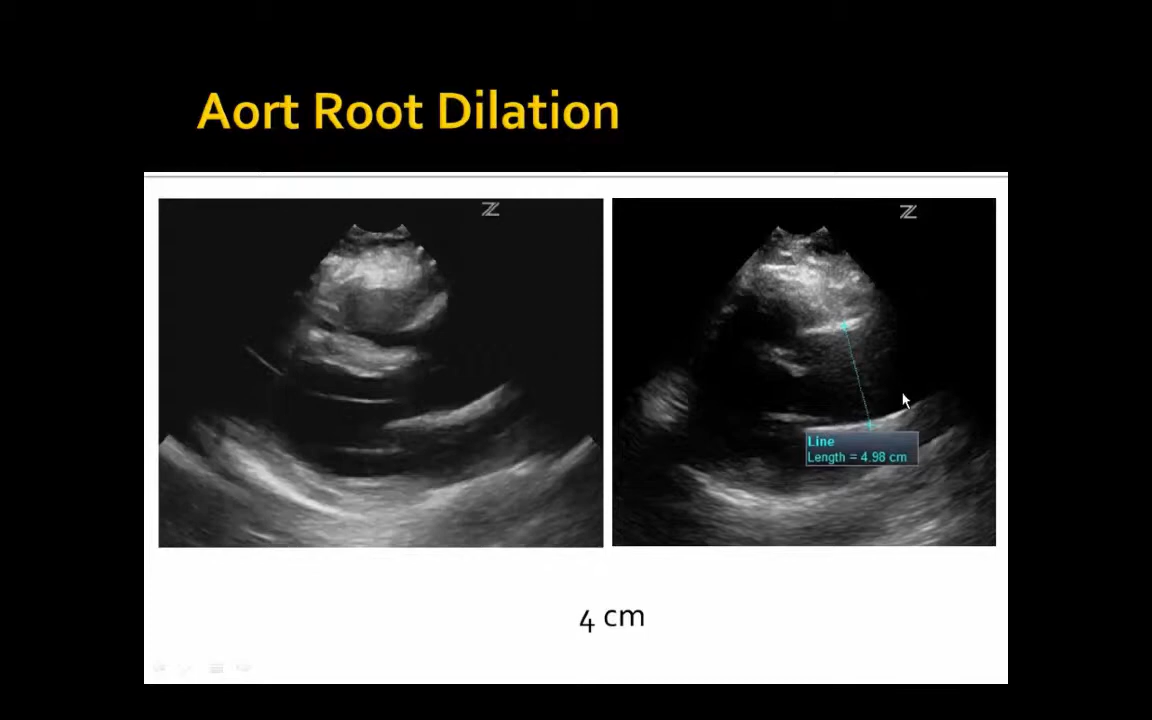 Aort Root Dilation
Z
Z
Line
Length = 4.98 cm
4 cm